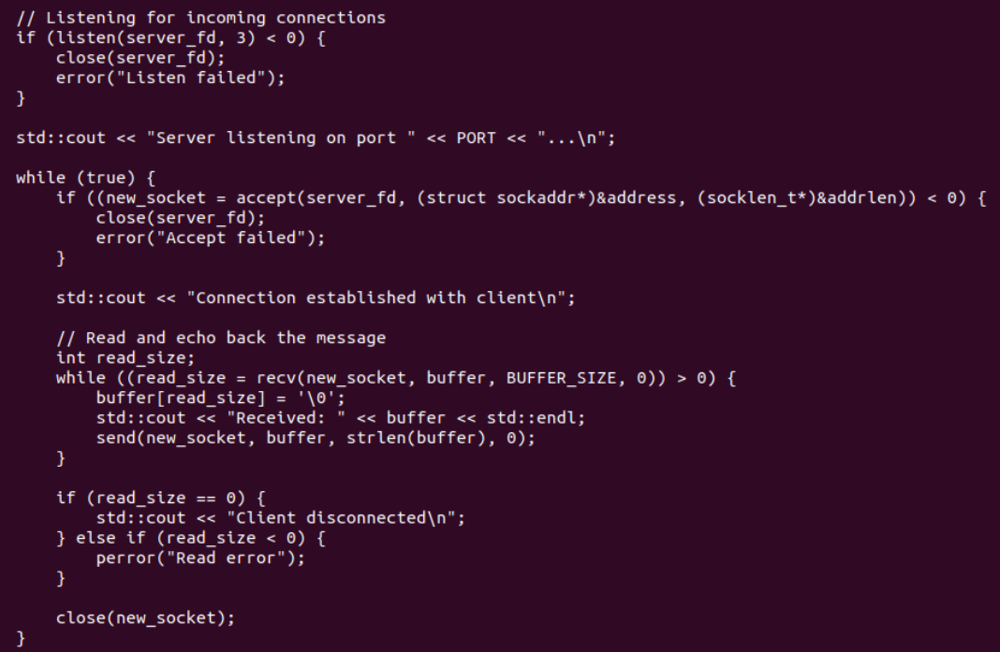 // Listening for incoming connections
if (listen(server_fd, 3) < 0) {
    close(server_fd);
    error("Listen failed");
}

std::cout << "Server listening on port " << PORT << "...\n";

while (true) {
    if ((new_socket = accept(server_fd, (struct sockaddr*)&address, (socklen_t*)&addrlen)) < 0) {
        close(server_fd);
        error("Accept failed");
    }

    std::cout << "Connection established with client\n";

    // Read and echo back the message
    int read_size;
    while ((read_size = recv(new_socket, buffer, BUFFER_SIZE, 0)) > 0) {
        buffer[read_size] = '\0';
        std::cout << "Received: " << buffer << std::endl;
        send(new_socket, buffer, strlen(buffer), 0);
    }

    if (read_size == 0) {
        std::cout << "Client disconnected\n";
    } else if (read_size < 0) {
        perror("Read error");
    }

    close(new_socket);
}